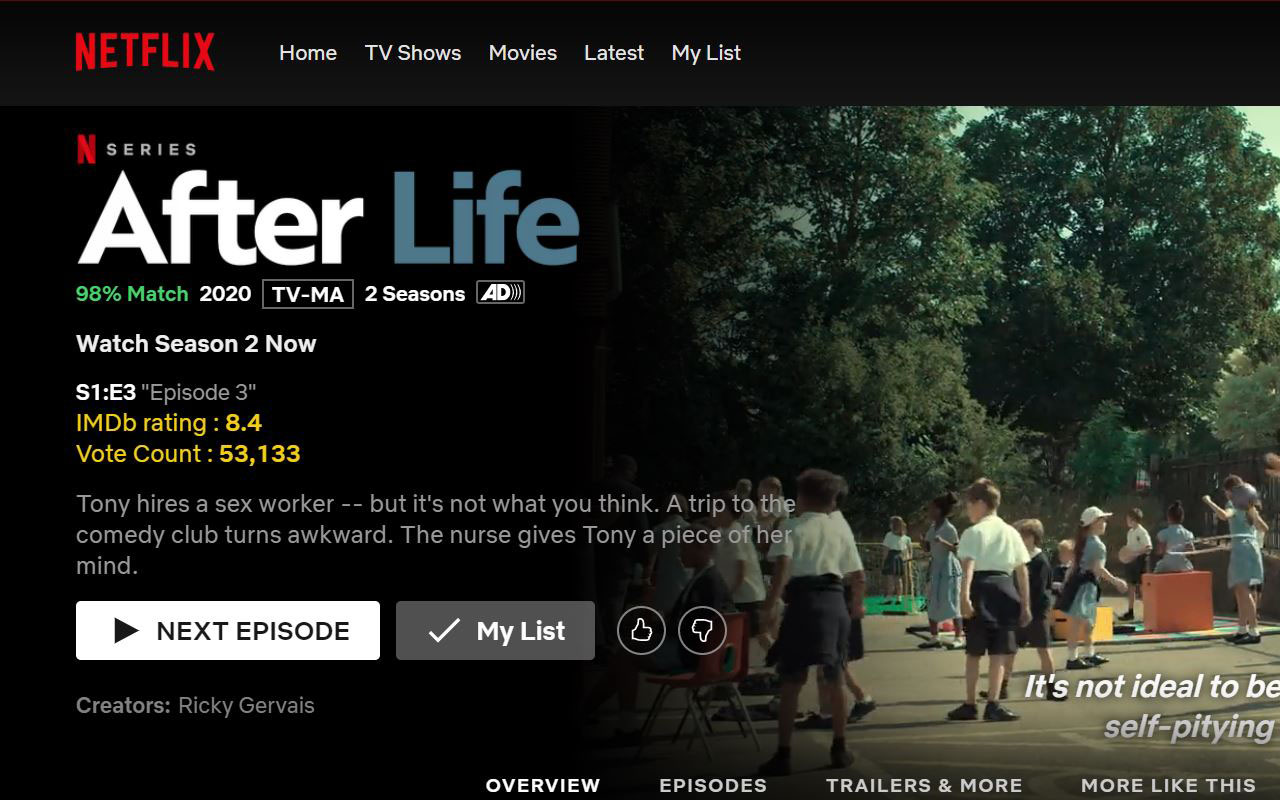 NETFLIX Home TV Shows Movies Latest My List
N SERIES
After Life
98% Match 2020 TV-MA 2 Seasons AD)))
Watch Season 2 Now
S1:E3 "Episode 3"
IMDb rating : 8.4
Vote Count : 53,133
Tony hires a sex worker -- but it's not what you think. A trip to the
comedy club turns awkward. The nurse gives Tony a piece of her
mind.
NEXT EPISODE My List
It's not ideal to be
Creators: Ricky Gervais
self-pitying
OVERVIEW EPISODES TRAILERS & MORE MORE LIKE THIS